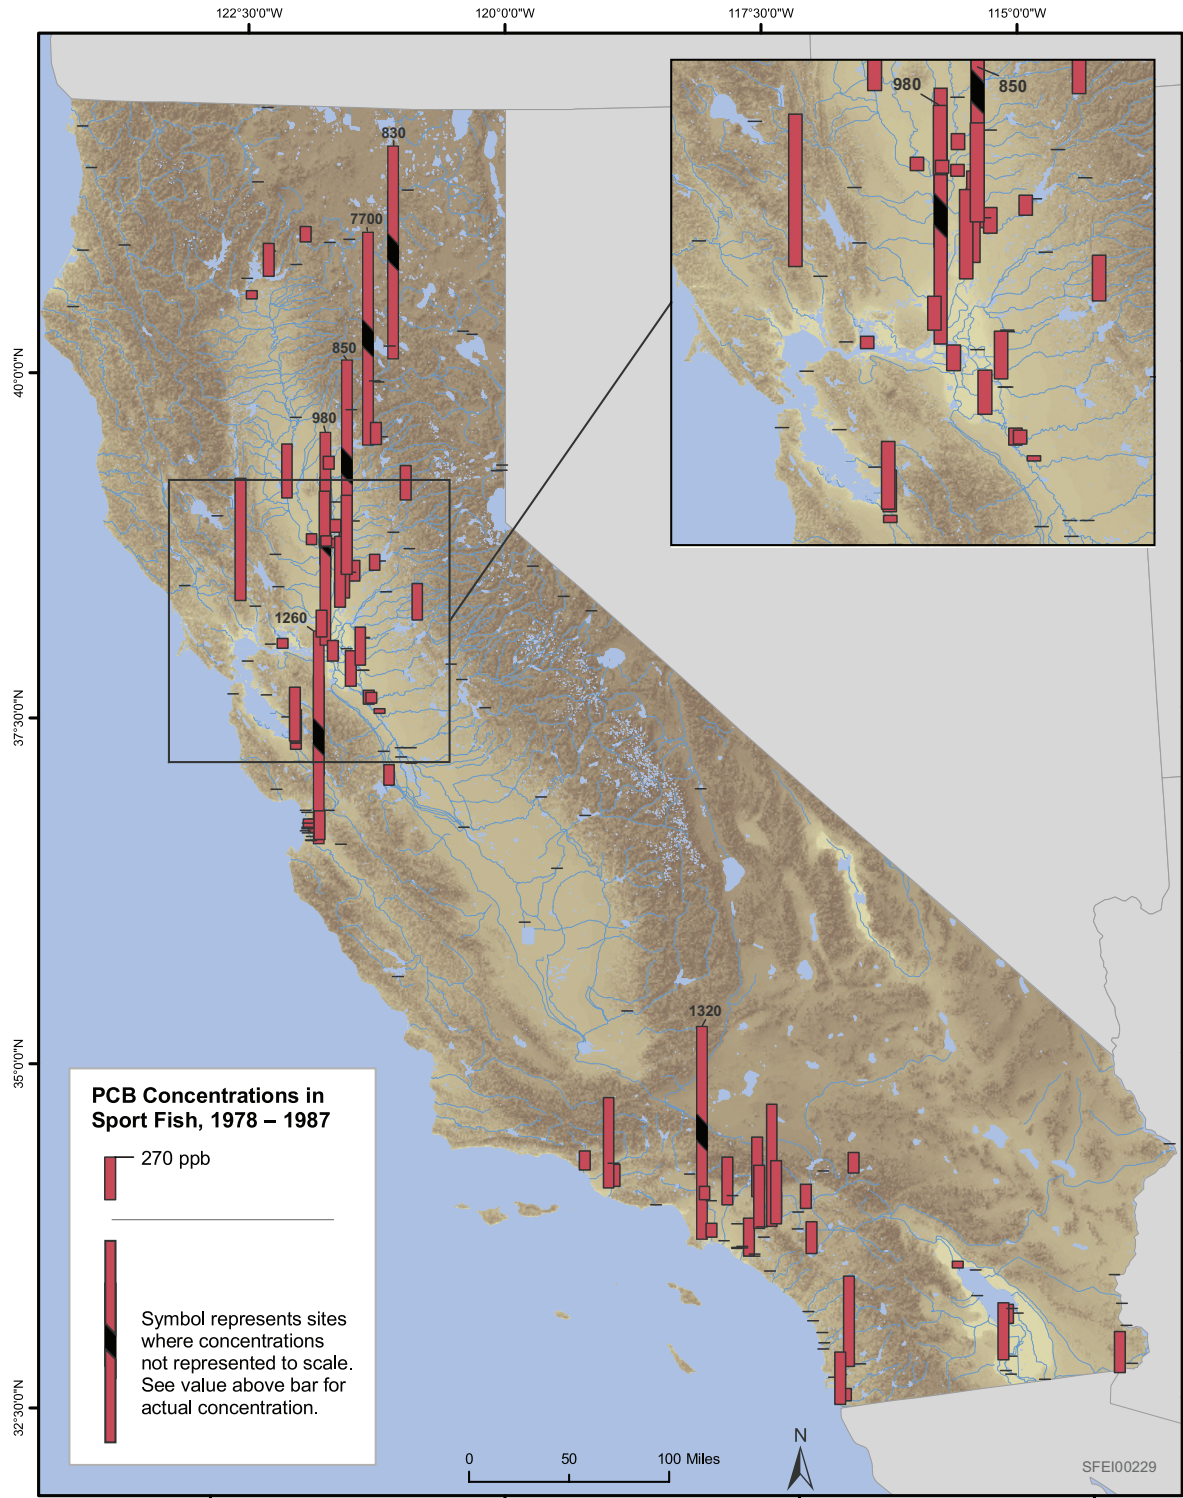 122°30'0"W 120°0'0"W 117°30'0"W 115°0'0"W
980
850
830
7700
850
980
1260
1320
40°0'0"N
37°30'0"N
35°0'0"N
32°30'0"N
PCB Concentrations in
Sport Fish, 1978 – 1987
270 ppb
Symbol represents sites
where concentrations
not represented to scale.
See value above bar for
actual concentration.
0 50 100 Miles
N
SFEI00229